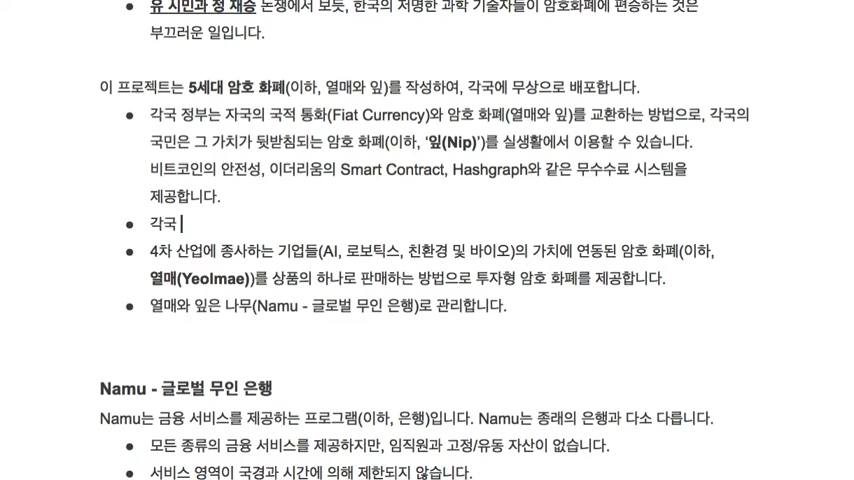 유 시민과 정 재승 논쟁에서 보듯, 한국의 저명한 과학 기술자들이 암호화폐에 편승하는 것은
부끄러운 일입니다.
이 프로젝트는 5세대 암호 화폐(이하, 열매와 잎)를 작성하여, 각국에 무상으로 배포합니다.
각국 정부는 자국의 국적 통화(Fiat Currency)와 암호 화폐(열매와 잎)를 교환하는 방법으로, 각국의
국민은 그 가치가 뒷받침되는 암호 화폐(이하, ‘잎(Nip)’)를 실생활에서 이용할 수 있습니다.
비트코인의 안전성, 이더리움의 Smart Contract, Hashgraph와 같은 무수수료 시스템을
제공합니다.
각국
4차 산업에 종사하는 기업들(AI, 로보틱스, 친환경 및 바이오)의 가치에 연동된 암호 화폐(이하,
열매(Yeolmae))를 상품의 하나로 판매하는 방법으로 투자형 암호 화폐를 제공합니다.
열매와 잎은 나무(Namu - 글로벌 무인 은행)로 관리합니다.
Namu - 글로벌 무인 은행
Namu는 금융 서비스를 제공하는 프로그램(이하, 은행)입니다. Namu는 종래의 은행과 다소 다릅니다.
모든 종류의 금융 서비스를 제공하지만, 임직원과 고정/유동 자산이 없습니다.
서비스 영역이 국경과 시간에 의해 제한되지 않습니다.